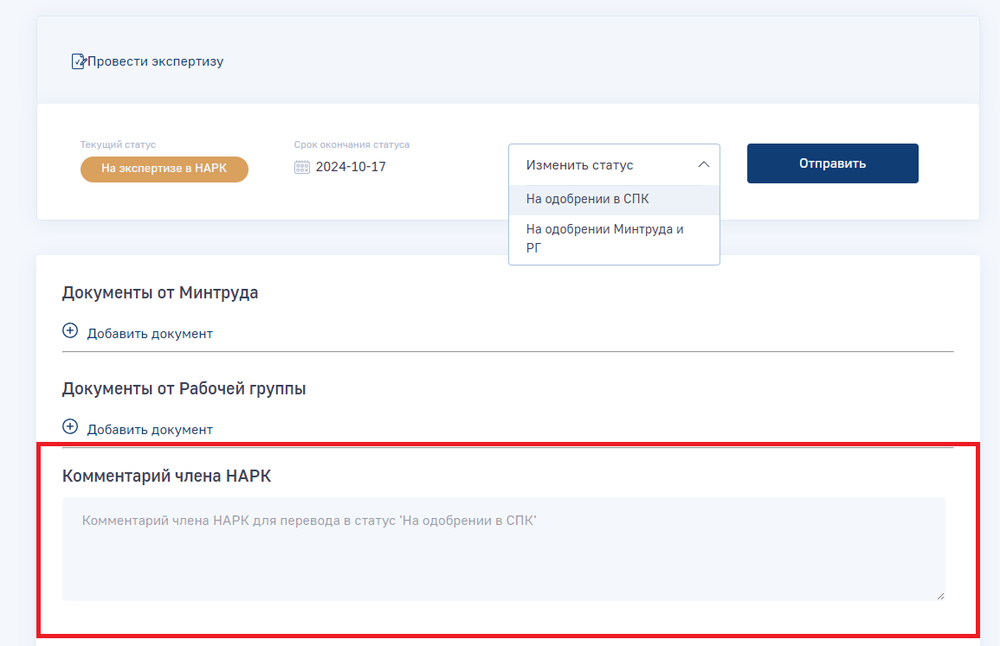 Провести экспертизу
Текущий статус
На экспертизе в НАРК
Срок окончания статуса
2024-10-17
Изменить статус
На одобрении в СПК
На одобрении Минтруда и
РГ
Отправить
Документы от Минтруда
Добавить документ
Документы от Рабочей группы
Добавить документ
Комментарий члена НАРК
Комментарий члена НАРК для перевода в статус 'На одобрении в СПК'